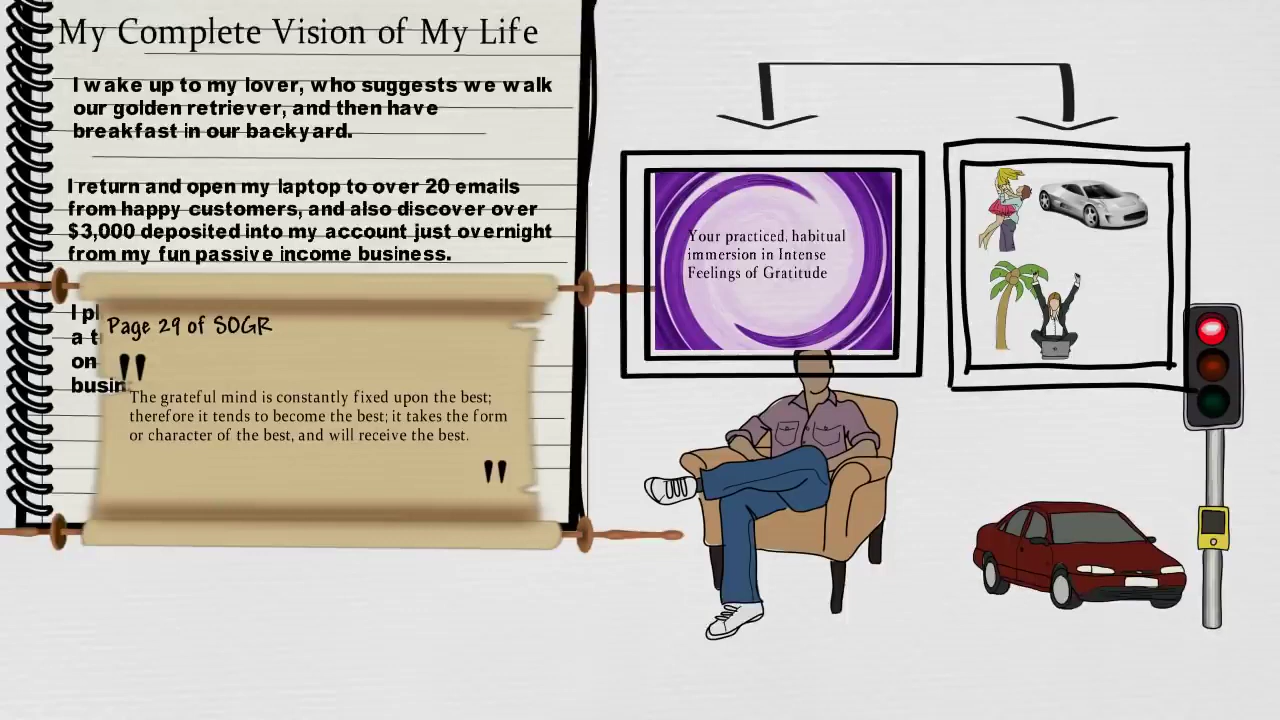 My Complete Vision of My Life
I wake up to my lover, who suggests we walk
our golden retriever, and then have
breakfast in our backyard.
I return and open my laptop to over 20 emails
from happy customers, and also discover over
$3,000 deposited into my account just overnight
from my fun passive income business.
I pl
a t
on
busin
Page 29 of SOGR
"
The grateful mind is constantly fixed upon the best;
therefore it tends to become the best; it takes the form
or character of the best, and will receive the best.
"
Your practiced, habitual
immersion in Intense
Feelings of Gratitude